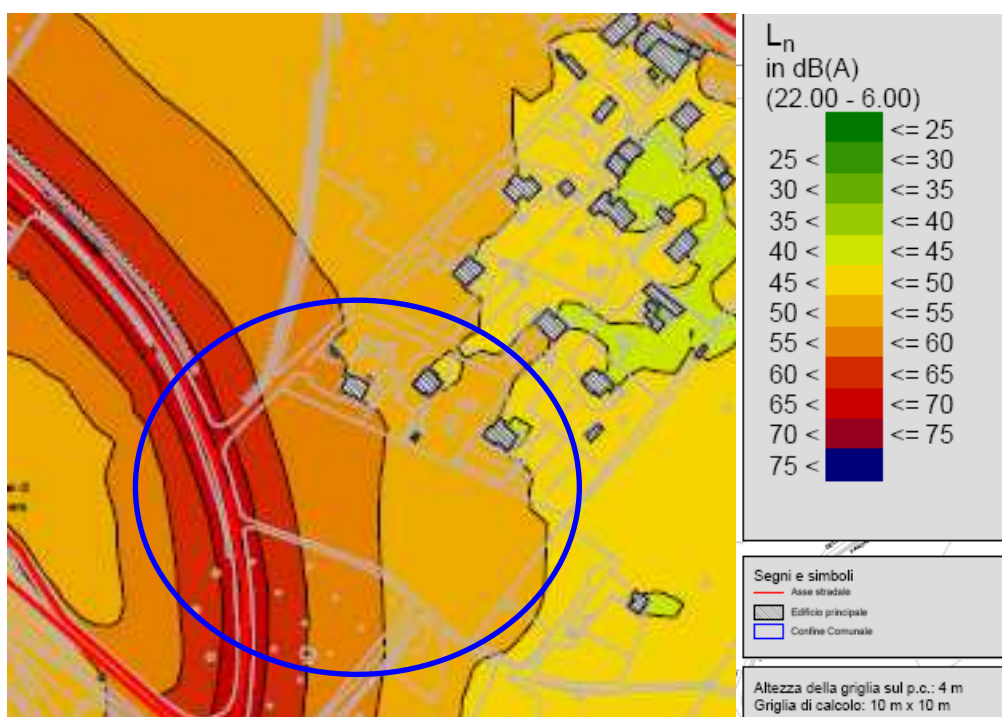 Ln
in dB(A)
(22.00 - 6.00)
<= 25
25 < <= 30
30 < <= 35
35 < <= 40
40 < <= 45
45 < <= 50
50 < <= 55
55 < <= 60
60 < <= 65
65 < <= 70
70 < <= 75
75 <
Segni e simboli
Asse stradale
Edificio principale
Confine Comunale
Altezza della griglia sul p.c.: 4 m
Griglia di calcolo: 10 m x 10 m